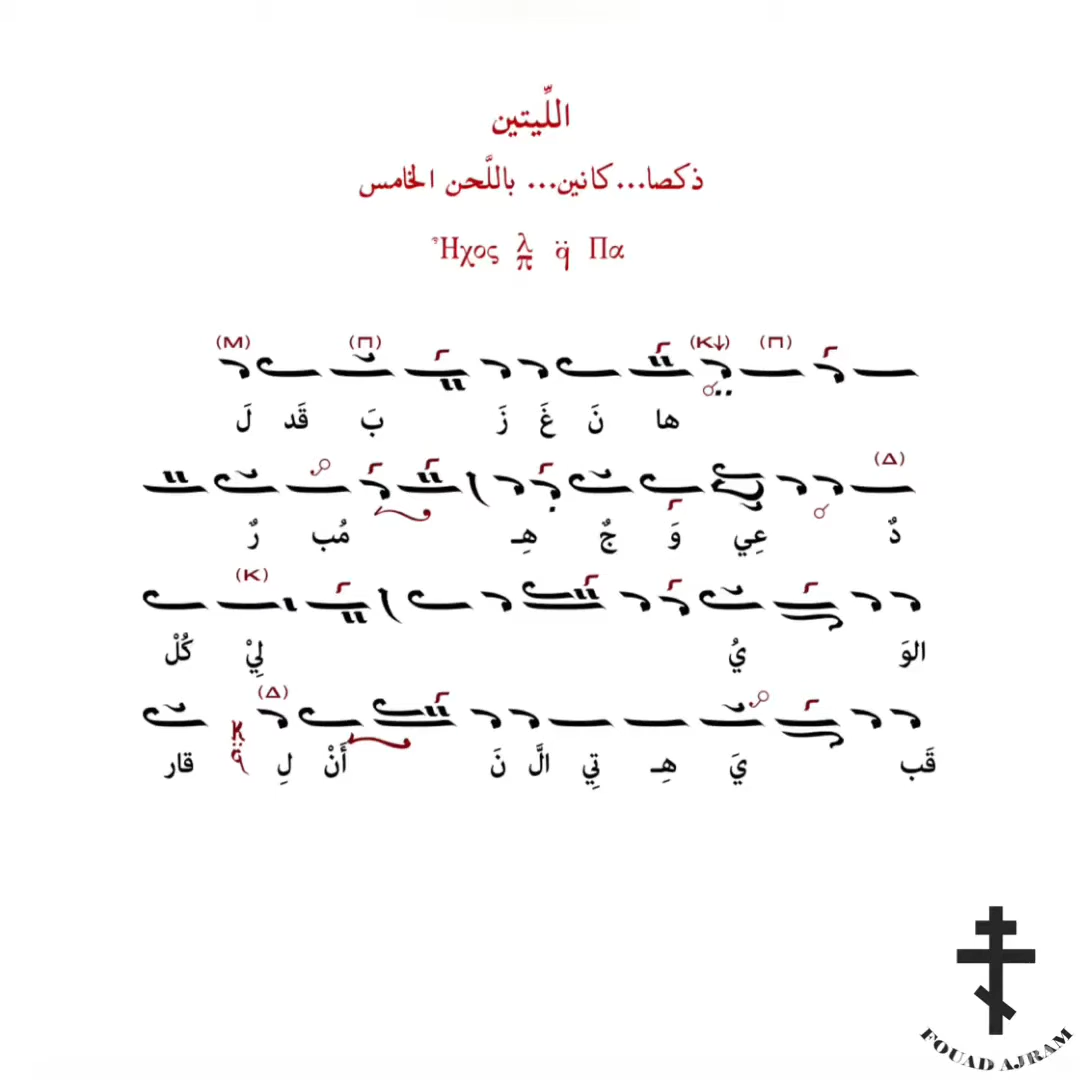 اللِّيتين
ذكصا...كانين... باللَّحن الخامس
Ἦχος λ π q̈ Πα
(M) (Π) (K↓) (Π)
لَ قَد بَ زَ غَ نَ ها
(Δ)
رٌ مُب هِـ جٌ وَ عِي دٌ
(K)
كُلْ لِيْ يُ الوَ
(Δ)
قار لِ أَنْ نَ الَّ تِي هِـ يَ قَب
FOUAD AJRAM